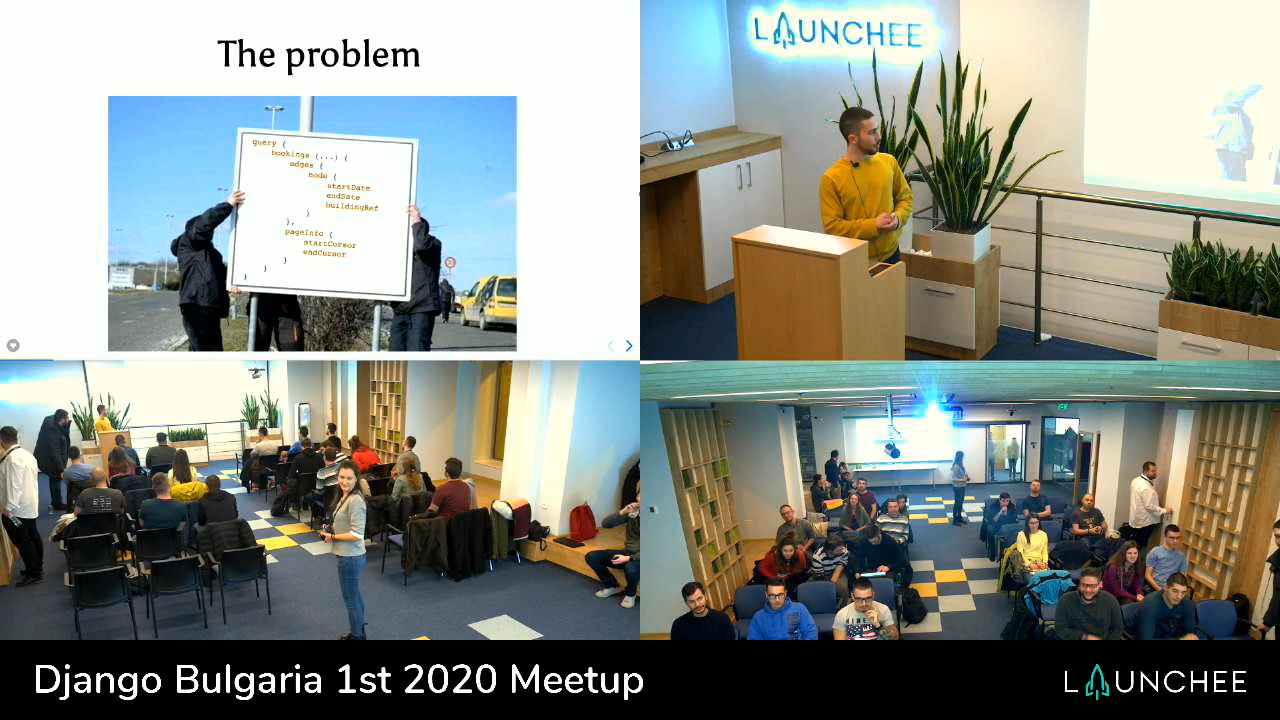 The problem
query {
bookings (...) {
edges {
node {
startDate
endDate
buildingRef
}
},
pageInfo {
startCursor
endCursor
}
}
}
LAUNCHEE
Django Bulgaria 1st 2020 Meetup
LAUNCHEE